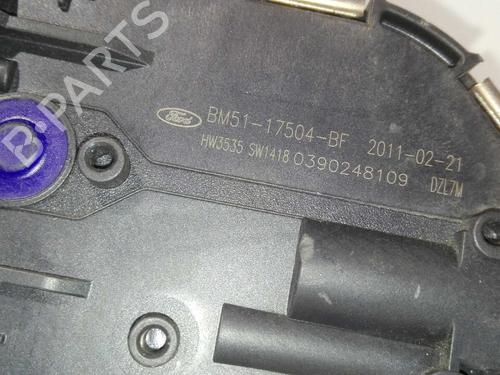 Ford BM51-17504-BF 2011-02-21
HW3535 SW1418 0390248109 DZL7M
B-PARTS